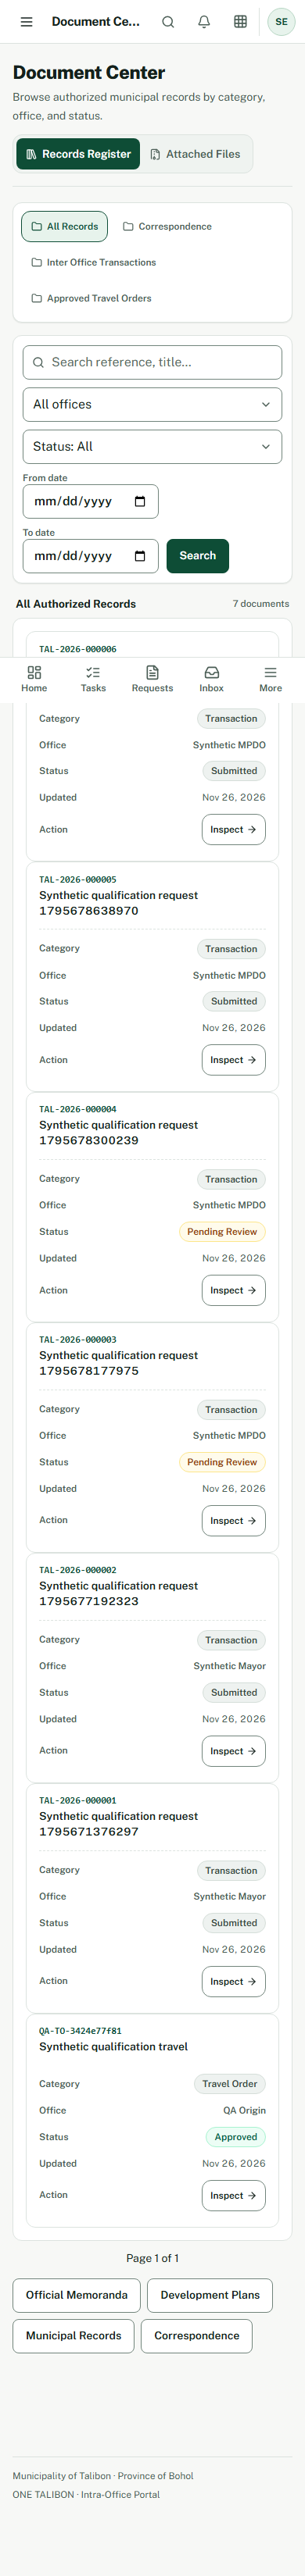 Document Ce...
SE
Document Center
Browse authorized municipal records by category,
office, and status.
Records Register
Attached Files
All Records
Correspondence
Inter Office Transactions
Approved Travel Orders
Search reference, title...
All offices
Status: All
From date
mm/dd/yyyy
To date
mm/dd/yyyy
Search
All Authorized Records
7 documents
TAL-2026-000006
Home
Tasks
Requests
Inbox
More
Category
Transaction
Office
Synthetic MPDO
Status
Submitted
Updated
Nov 26, 2026
Action
Inspect →
TAL-2026-000005
Synthetic qualification request
1795678638970
Category
Transaction
Office
Synthetic MPDO
Status
Submitted
Updated
Nov 26, 2026
Action
Inspect →
TAL-2026-000004
Synthetic qualification request
1795678300239
Category
Transaction
Office
Synthetic MPDO
Status
Pending Review
Updated
Nov 26, 2026
Action
Inspect →
TAL-2026-000003
Synthetic qualification request
1795678177975
Category
Transaction
Office
Synthetic MPDO
Status
Pending Review
Updated
Nov 26, 2026
Action
Inspect →
TAL-2026-000002
Synthetic qualification request
1795677192323
Category
Transaction
Office
Synthetic Mayor
Status
Submitted
Updated
Nov 26, 2026
Action
Inspect →
TAL-2026-000001
Synthetic qualification request
1795671376297
Category
Transaction
Office
Synthetic Mayor
Status
Submitted
Updated
Nov 26, 2026
Action
Inspect →
QA-TO-3424e77f81
Synthetic qualification travel
Category
Travel Order
Office
QA Origin
Status
Approved
Updated
Nov 26, 2026
Action
Inspect →
Page 1 of 1
Official Memoranda
Development Plans
Municipal Records
Correspondence
Municipality of Talibon · Province of Bohol
ONE TALIBON · Intra-Office Portal